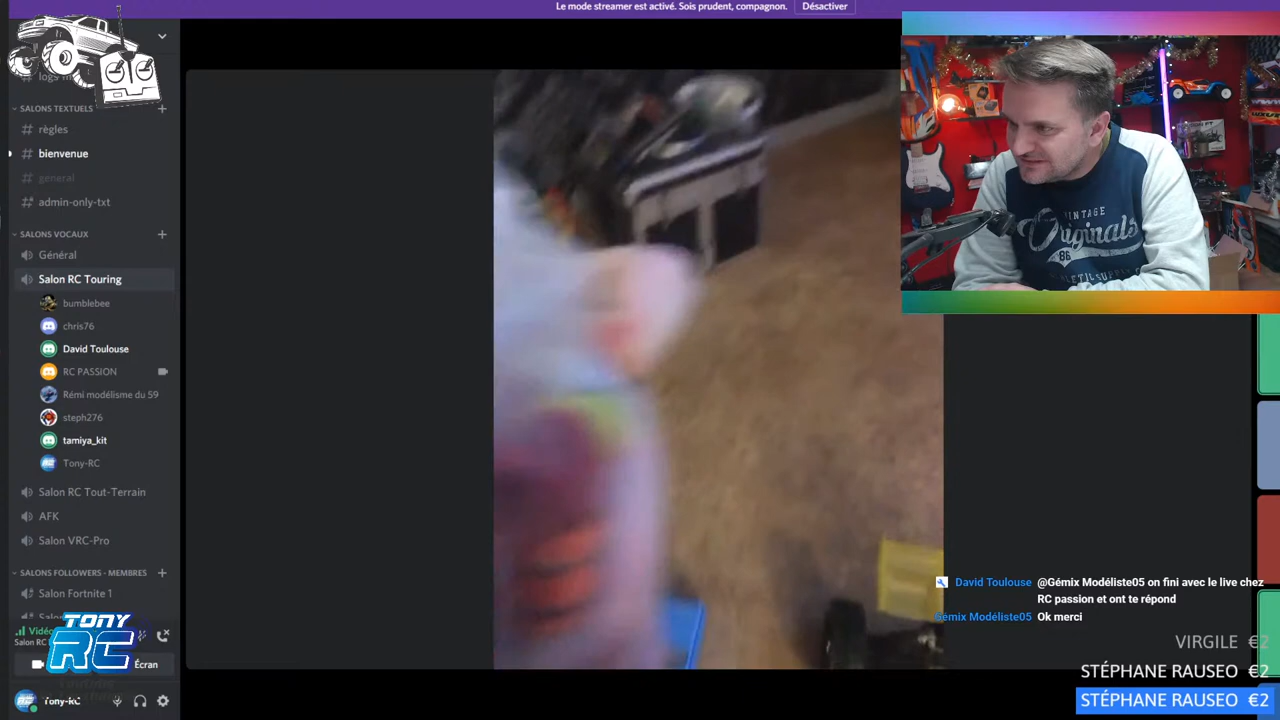 Le mode streamer est activé. Sois prudent, compagnon.
Désactiver
SALONS TEXTUELS
# règles
# bienvenue
# general
# admin-only-txt
SALONS VOCAUX
Général
Salon RC Touring
bumblebee
chris76
David Toulouse
RC PASSION
Rémi modélisme du 59
steph276
tamiya_kit
Tony-RC
Salon RC Tout-Terrain
AFK
Salon VRC-Pro
SALONS FOLLOWERS - MEMBRES
Salon Fortnite 1
TONY
RC
Écran
Tony-RC
VINTAGE
Originals
86
David Toulouse @Gémix Modéliste05 on fini avec le live chez
RC passion et ont te répond
Gémix Modéliste05 Ok merci
VIRGILE €2
STÉPHANE RAUSEO €2
STÉPHANE RAUSEO €2